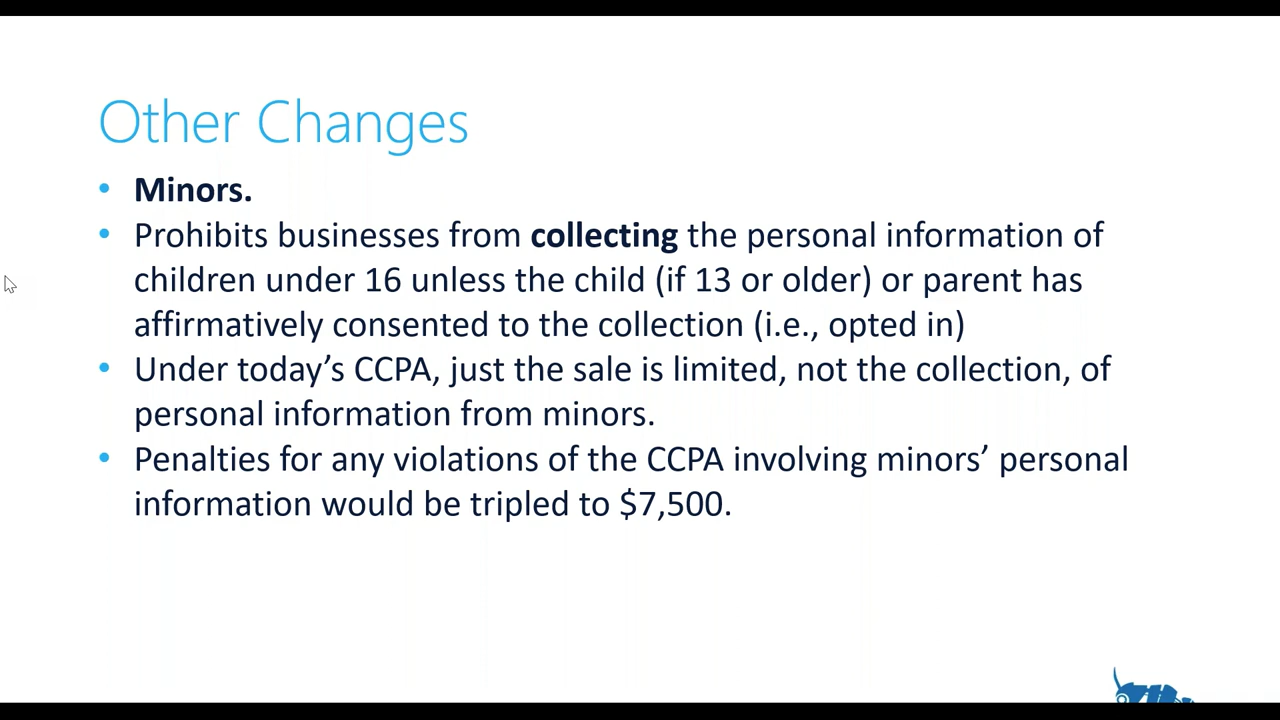 Other Changes
• Minors.
• Prohibits businesses from collecting the personal information of
children under 16 unless the child (if 13 or older) or parent has
affirmatively consented to the collection (i.e., opted in)
• Under today’s CCPA, just the sale is limited, not the collection, of
personal information from minors.
• Penalties for any violations of the CCPA involving minors’ personal
information would be tripled to $7,500.